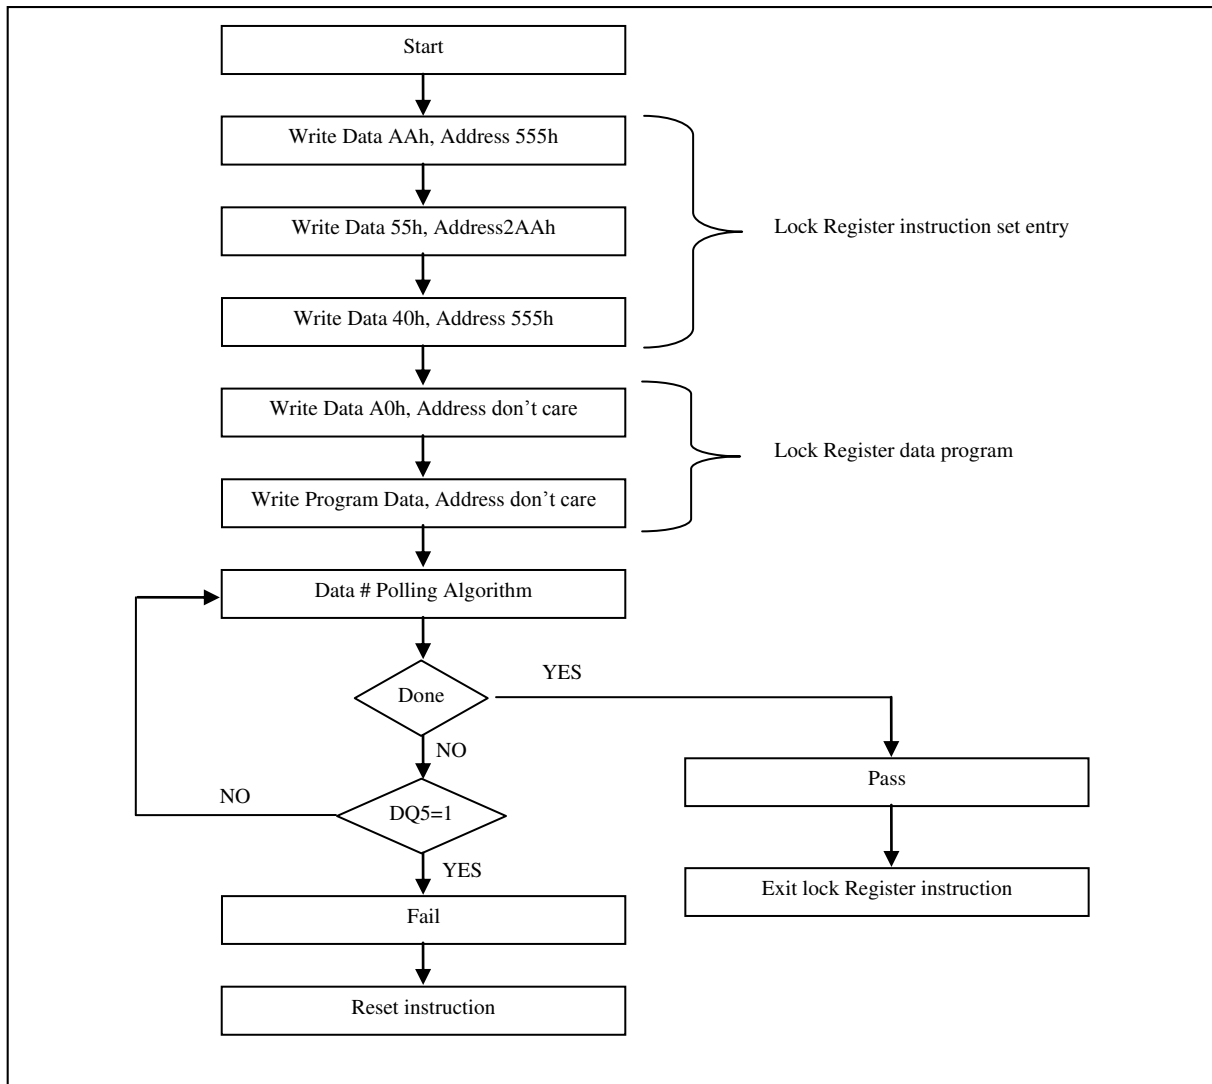 Start
Write Data AAh, Address 555h
Write Data 55h, Address2AAh
Lock Register instruction set entry
Write Data 40h, Address 555h
Write Data A0h, Address don’t care
Lock Register data program
Write Program Data, Address don’t care
Data # Polling Algorithm
YES
Done
NO
Pass
NO
DQ5=1
YES
Exit lock Register instruction
Fail
Reset instruction